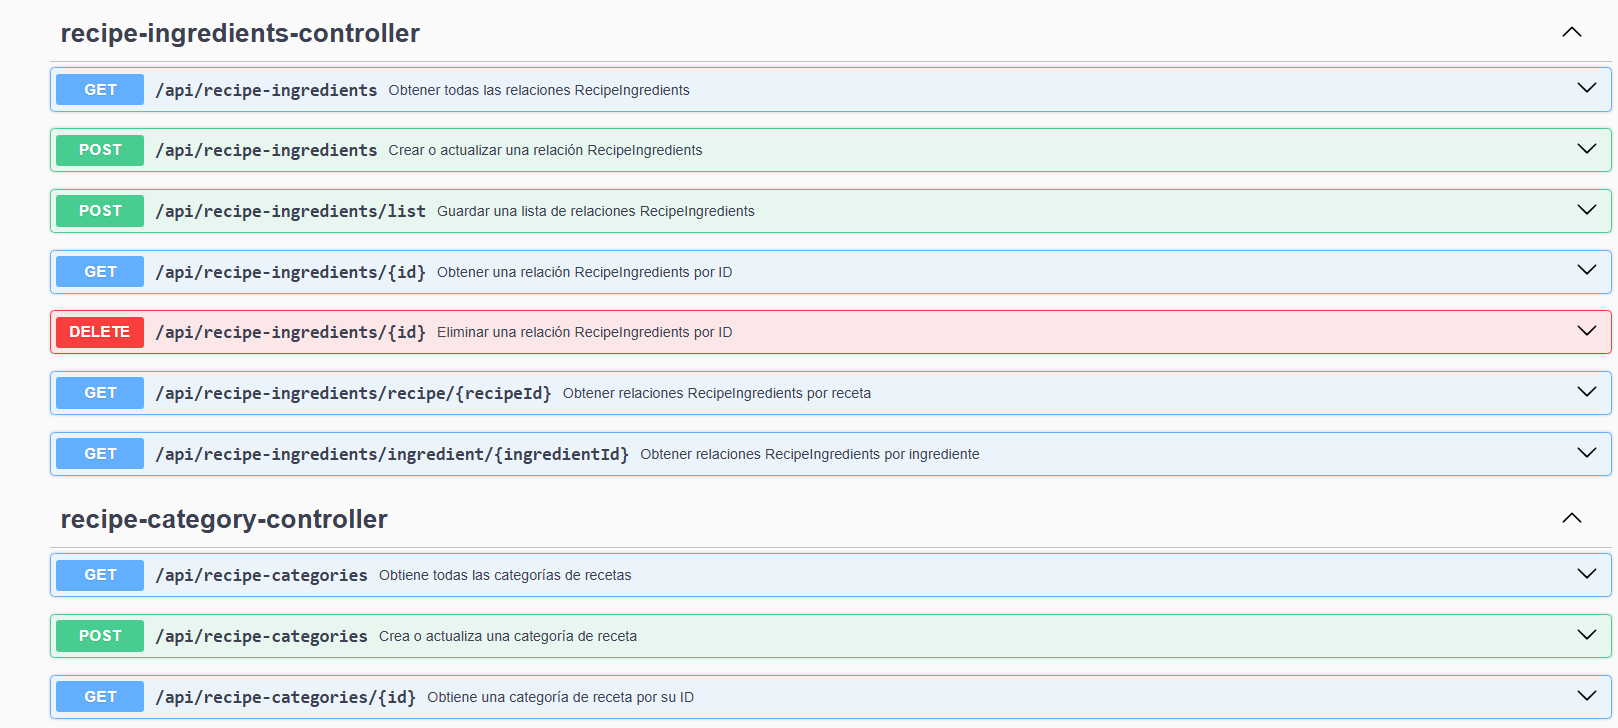 recipe-ingredients-controller
GET /api/recipe-ingredients Obtener todas las relaciones RecipeIngredients
POST /api/recipe-ingredients Crear o actualizar una relación RecipeIngredients
POST /api/recipe-ingredients/list Guardar una lista de relaciones RecipeIngredients
GET /api/recipe-ingredients/{id} Obtener una relación RecipeIngredients por ID
DELETE /api/recipe-ingredients/{id} Eliminar una relación RecipeIngredients por ID
GET /api/recipe-ingredients/recipe/{recipeId} Obtener relaciones RecipeIngredients por receta
GET /api/recipe-ingredients/ingredient/{ingredientId} Obtener relaciones RecipeIngredients por ingrediente
recipe-category-controller
GET /api/recipe-categories Obtiene todas las categorías de recetas
POST /api/recipe-categories Crea o actualiza una categoría de receta
GET /api/recipe-categories/{id} Obtiene una categoría de receta por su ID